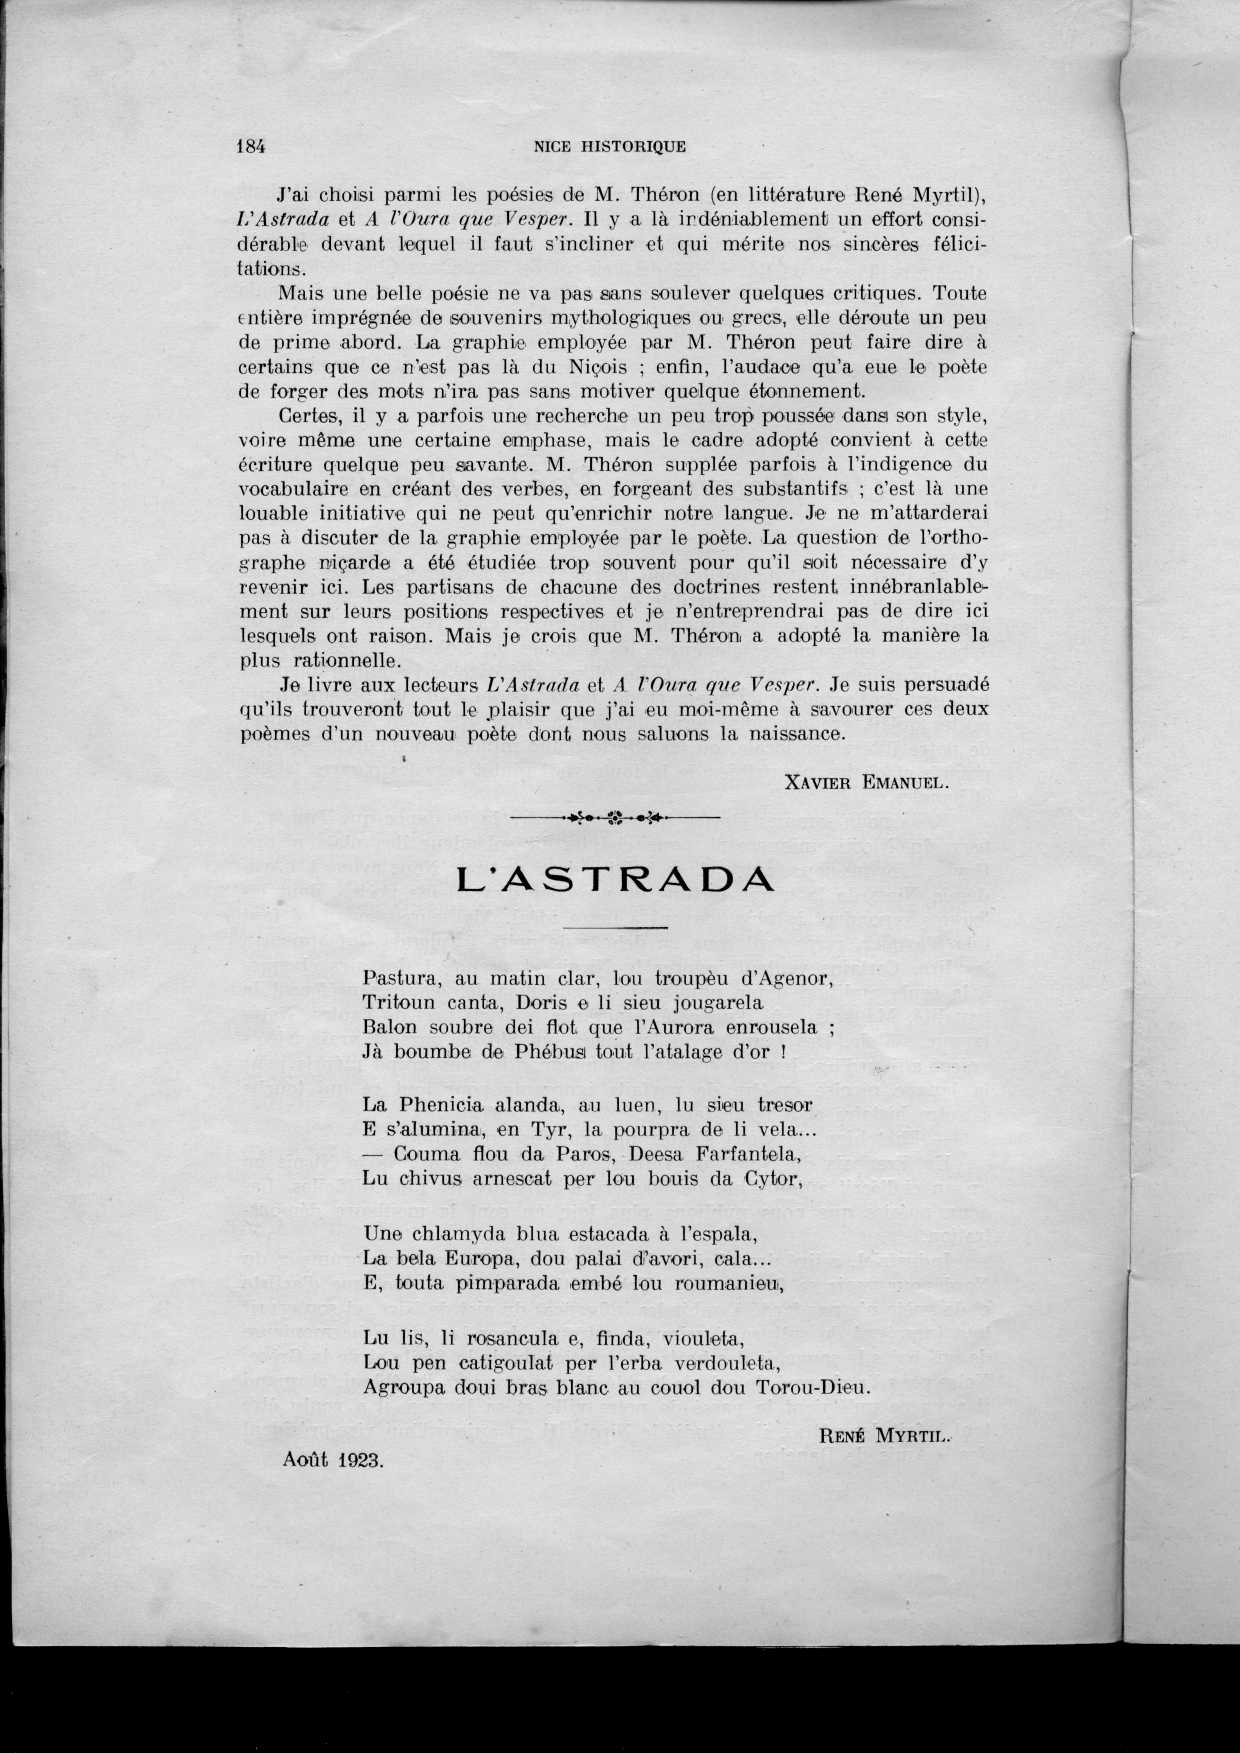 184
NICE HISTORIQUE
J'ai choisi parmi les poésies de M. Théron (en littérature René Myrtil),
L'Astrada et A l'Oura que Vesper. Il y a là irdéniablement un effort consi-
dérable devant lequel il faut s'incliner et qui mérite nos sincères félici-
tations.
Mais une belle poésie ne va pas sans soulever quelques critiques. Toute
entière imprégnée de souvenirs mythologiques ou grecs, elle déroute un peu
de prime abord. La graphie employée par M. Théron peut faire dire à
certains que ce n'est pas là du Niçois ; enfin, l'audace qu'a eue le poète
de forger des mots n'ira pas sans motiver quelque étonnement.
Certes, il y a parfois une recherche un peu trop poussée dans son style,
voire même une certaine emphase, mais le cadre adopté convient à cette
écriture quelque peu savante. M. Théron supplée parfois à l'indigence du
vocabulaire en créant des verbes, en forgeant des substantifs ; c'est là une
louable initiative qui ne peut qu'enrichir notre langue. Je ne m'attarderai
pas à discuter de la graphie employée par le poète. La question de l'ortho-
graphe niçarde a été étudiée trop souvent pour qu'il soit nécessaire d'y
revenir ici. Les partisans de chacune des doctrines restent innébranlable-
ment sur leurs positions respectives et je n'entreprendrai pas de dire ici
lesquels ont raison. Mais je crois que M. Théron a adopté la manière la
plus rationnelle.
Je livre aux lecteurs L'Astrada et A l'Oura que Vesper. Je suis persuadé
qu'ils trouveront tout le plaisir que j'ai eu moi-même à savourer ces deux
poèmes d'un nouveau poète dont nous saluons la naissance.
XAVIER EMANUEL.
L'ASTRADA
Pastura, au matin clar, lou troupèu d'Agenor,
Tritoun canta, Doris e li sieu jougarela
Balon soubre dei flot que l'Aurora enrousela ;
Jà boumbe de Phébus tout l'atalage d'or !
La Phenicia alanda, au luen, lu sieu tresor
E s'alumina, en Tyr, la pourpra de li vela...
— Couma flou da Paros, Deesa Farfantela,
Lu chivus arnescat per lou bouis da Cytor,
Une chlamyda blua estacada à l'espala,
La bela Europa, dou palai d'avori, cala...
E, touta pimparada embé lou roumanieu,
Lu lis, li rosancula e, finda, viouleta,
Lou pen catigoulat per l'erba verdouleta,
Agroupa doui bras blanc au couol dou Torou-Dieu.
RENÉ MYRTIL.
Août 1923.